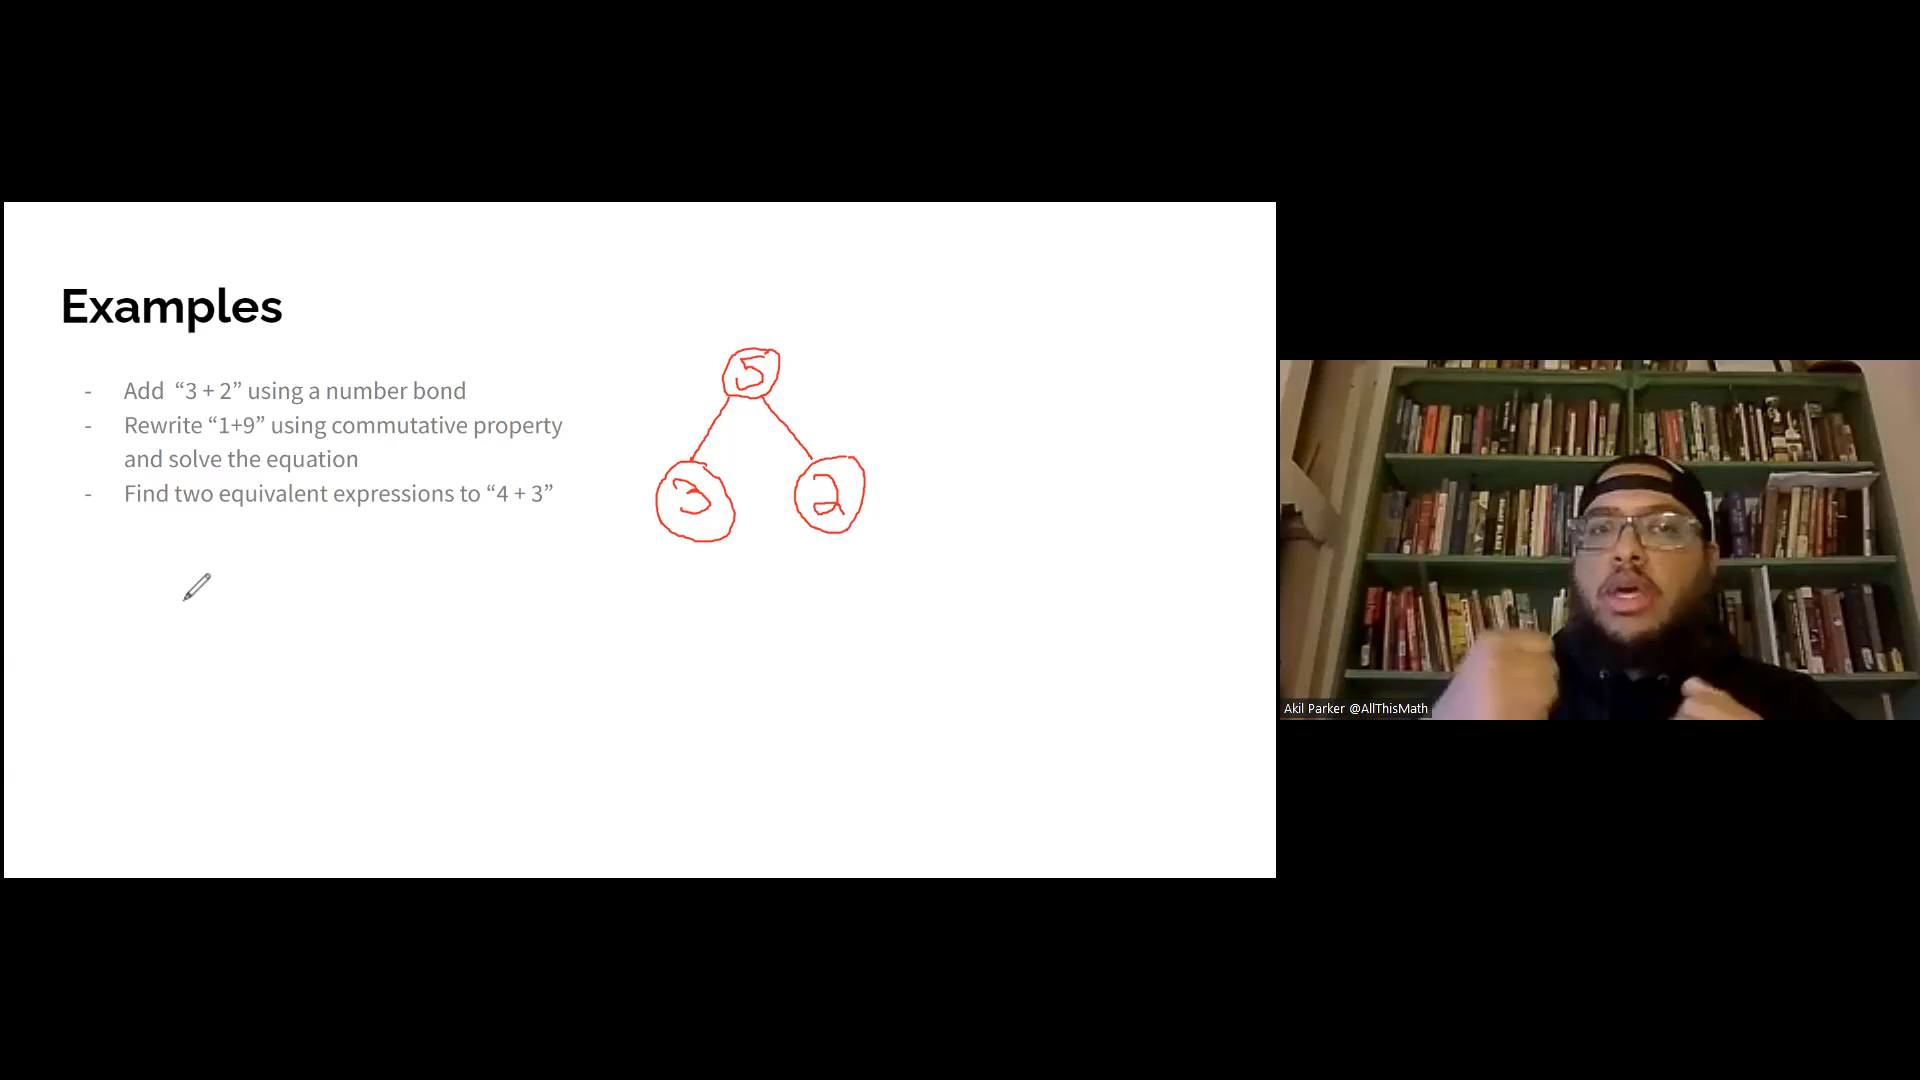 Examples
- Add “3 + 2” using a number bond
- Rewrite “1+9” using commutative property
and solve the equation
- Find two equivalent expressions to “4 + 3”
5
3
2
Akil Parker @AllThisMath